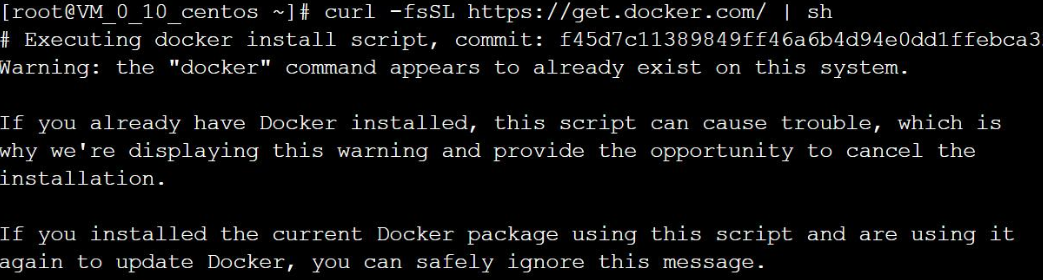 [root@VM_0_10_centos ~]# curl -fsSL https://get.docker.com/ | sh
# Executing docker install script, commit: f45d7c11389849ff46a6b4d94e0dd1ffebca3
Warning: the "docker" command appears to already exist on this system.
If you already have Docker installed, this script can cause trouble, which is
why we're displaying this warning and provide the opportunity to cancel the
installation.
If you installed the current Docker package using this script and are using it
again to update Docker, you can safely ignore this message.